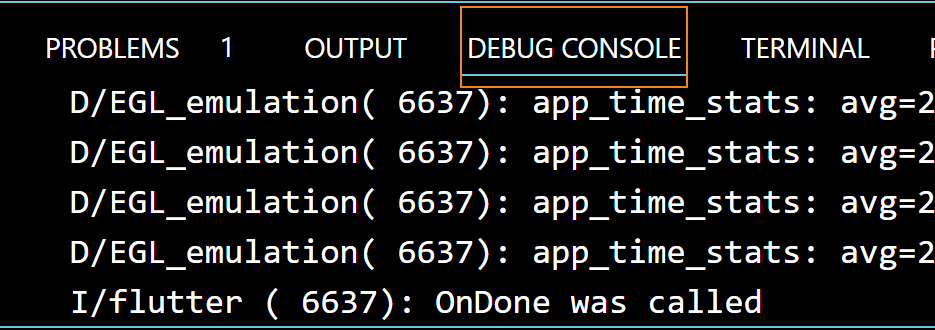 PROBLEMS 1 OUTPUT DEBUG CONSOLE TERMINAL
D/EGL_emulation( 6637): app_time_stats: avg=2
D/EGL_emulation( 6637): app_time_stats: avg=2
D/EGL_emulation( 6637): app_time_stats: avg=2
D/EGL_emulation( 6637): app_time_stats: avg=2
I/flutter ( 6637): OnDone was called